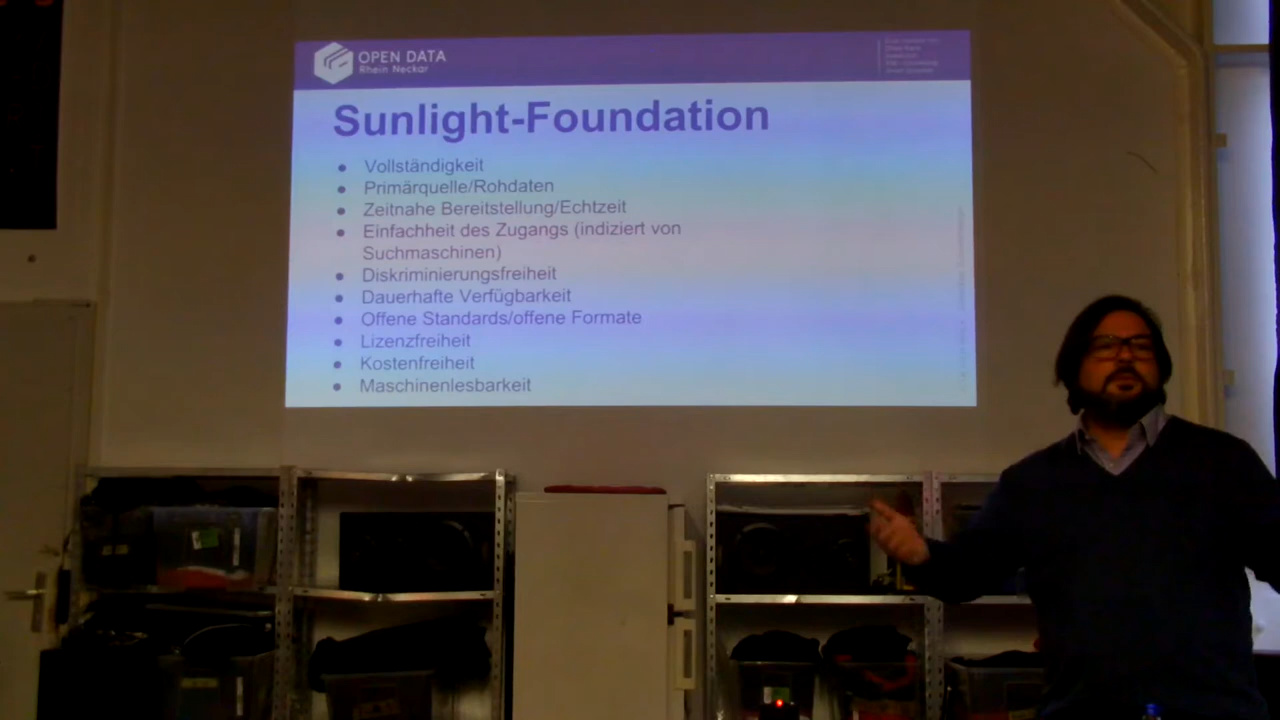 OPEN DATA
Rhein Neckar
Sunlight-Foundation
● Vollständigkeit
● Primärquelle/Rohdaten
● Zeitnahe Bereitstellung/Echtzeit
● Einfachheit des Zugangs (indiziert von
Suchmaschinen)
● Diskriminierungsfreiheit
● Dauerhafte Verfügbarkeit
● Offene Standards/offene Formate
● Lizenzfreiheit
● Kostenfreiheit
● Maschinenlesbarkeit